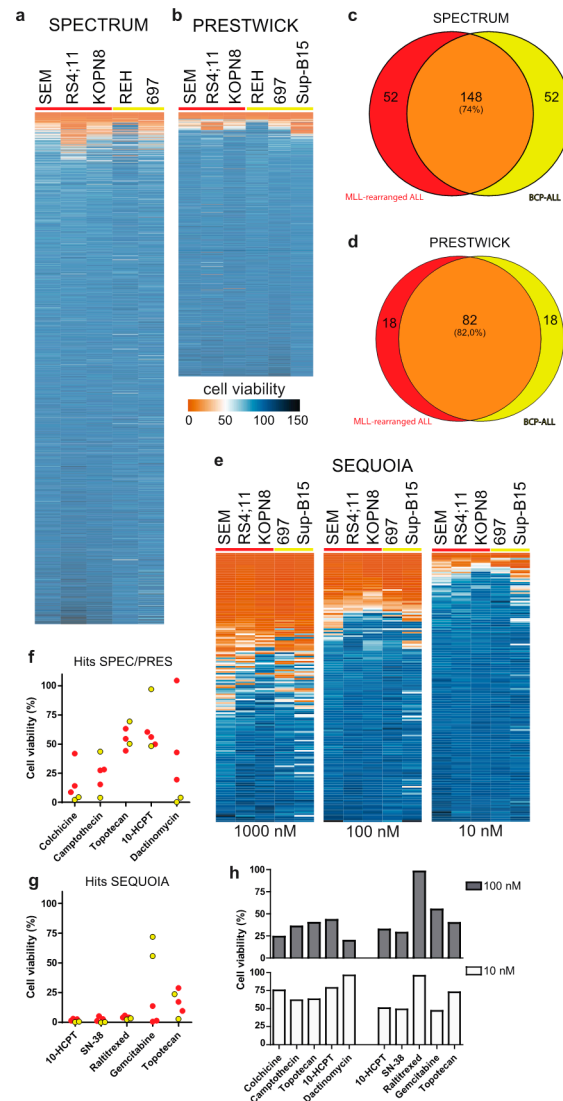 a
SPECTRUM
SEM
RS4;11
KOPN8
REH
697
b
PRESTWICK
SEM
RS4;11
KOPN8
REH
697
Sup-B15
cell viability
0 50 100 150
c
SPECTRUM
52
148
(74%)
52
MLL-rearranged ALL
BCP-ALL
d
PRESTWICK
18
82
(82,0%)
18
MLL-rearranged ALL
BCP-ALL
e
SEQUOIA
SEM
RS4;11
KOPN8
697
Sup-B15
SEM
RS4;11
KOPN8
697
Sup-B15
SEM
RS4;11
KOPN8
697
Sup-B15
1000 nM
100 nM
10 nM
f
Hits SPEC/PRES
Cell viability (%)
100
75
50
25
0
Colchicine
Camptothecin
Topotecan
10-HCPT
Dactinomycin
g
Hits SEQUOIA
Cell viability (%)
100
75
50
25
0
10-HCPT
SN-38
Raltitrexed
Gemcitabine
Topotecan
h
Cell viability (%)
100
75
50
25
0
100 nM
100
75
50
25
0
10 nM
Colchicine
Camptothecin
Topotecan
10-HCPT
Dactinomycin
10-HCPT
SN-38
Raltitrexed
Gemcitabine
Topotecan